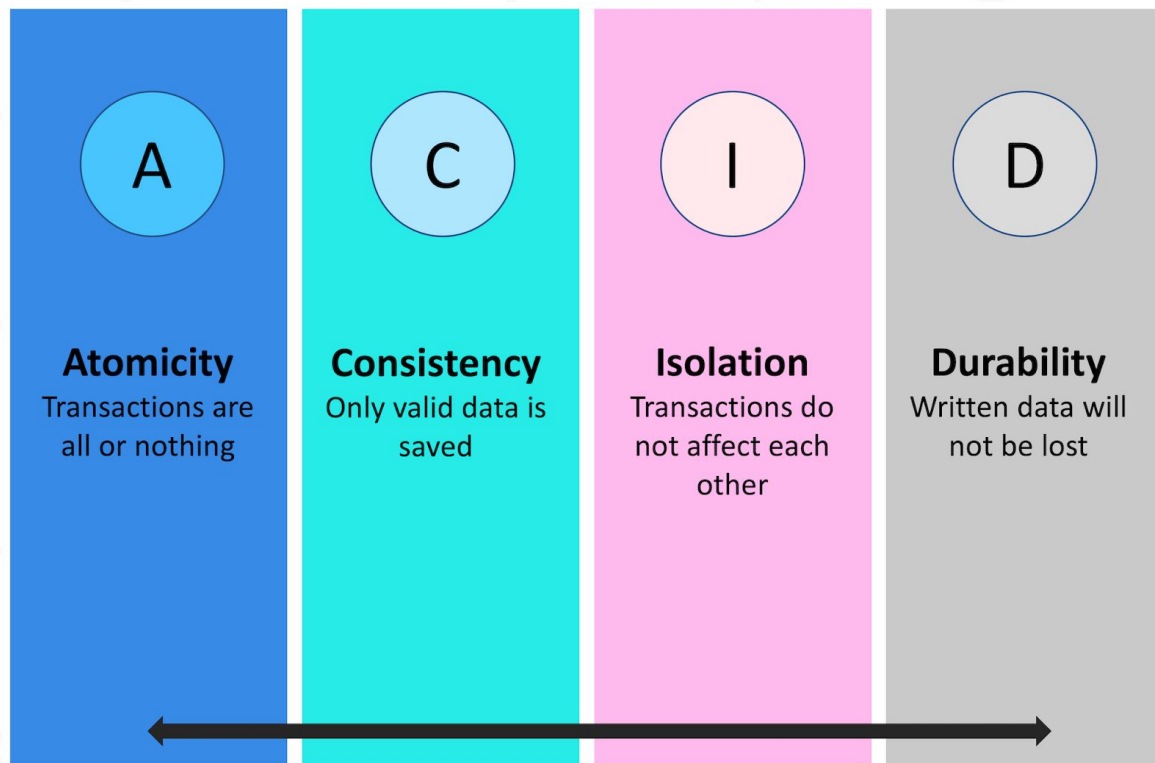 A
C
I
D
Atomicity
Transactions are
all or nothing
Consistency
Only valid data is
saved
Isolation
Transactions do
not affect each
other
Durability
Written data will
not be lost